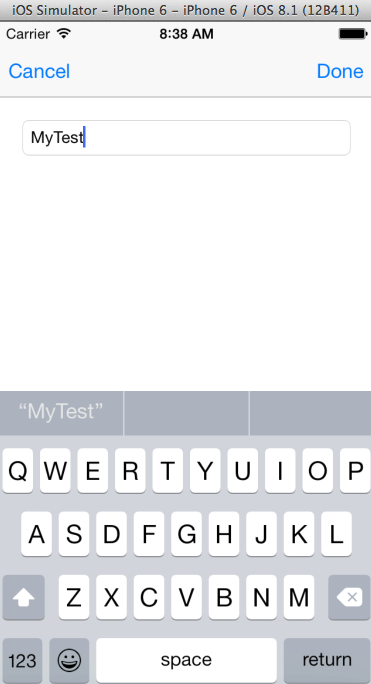 iOS Simulator - iPhone 6 - iPhone 6 / iOS 8.1 (12B411)
Carrier 8:38 AM
Cancel Done
MyTest
“MyTest”
Q W E R T Y U I O P
A S D F G H J K L
Z X C V B N M
123 space return